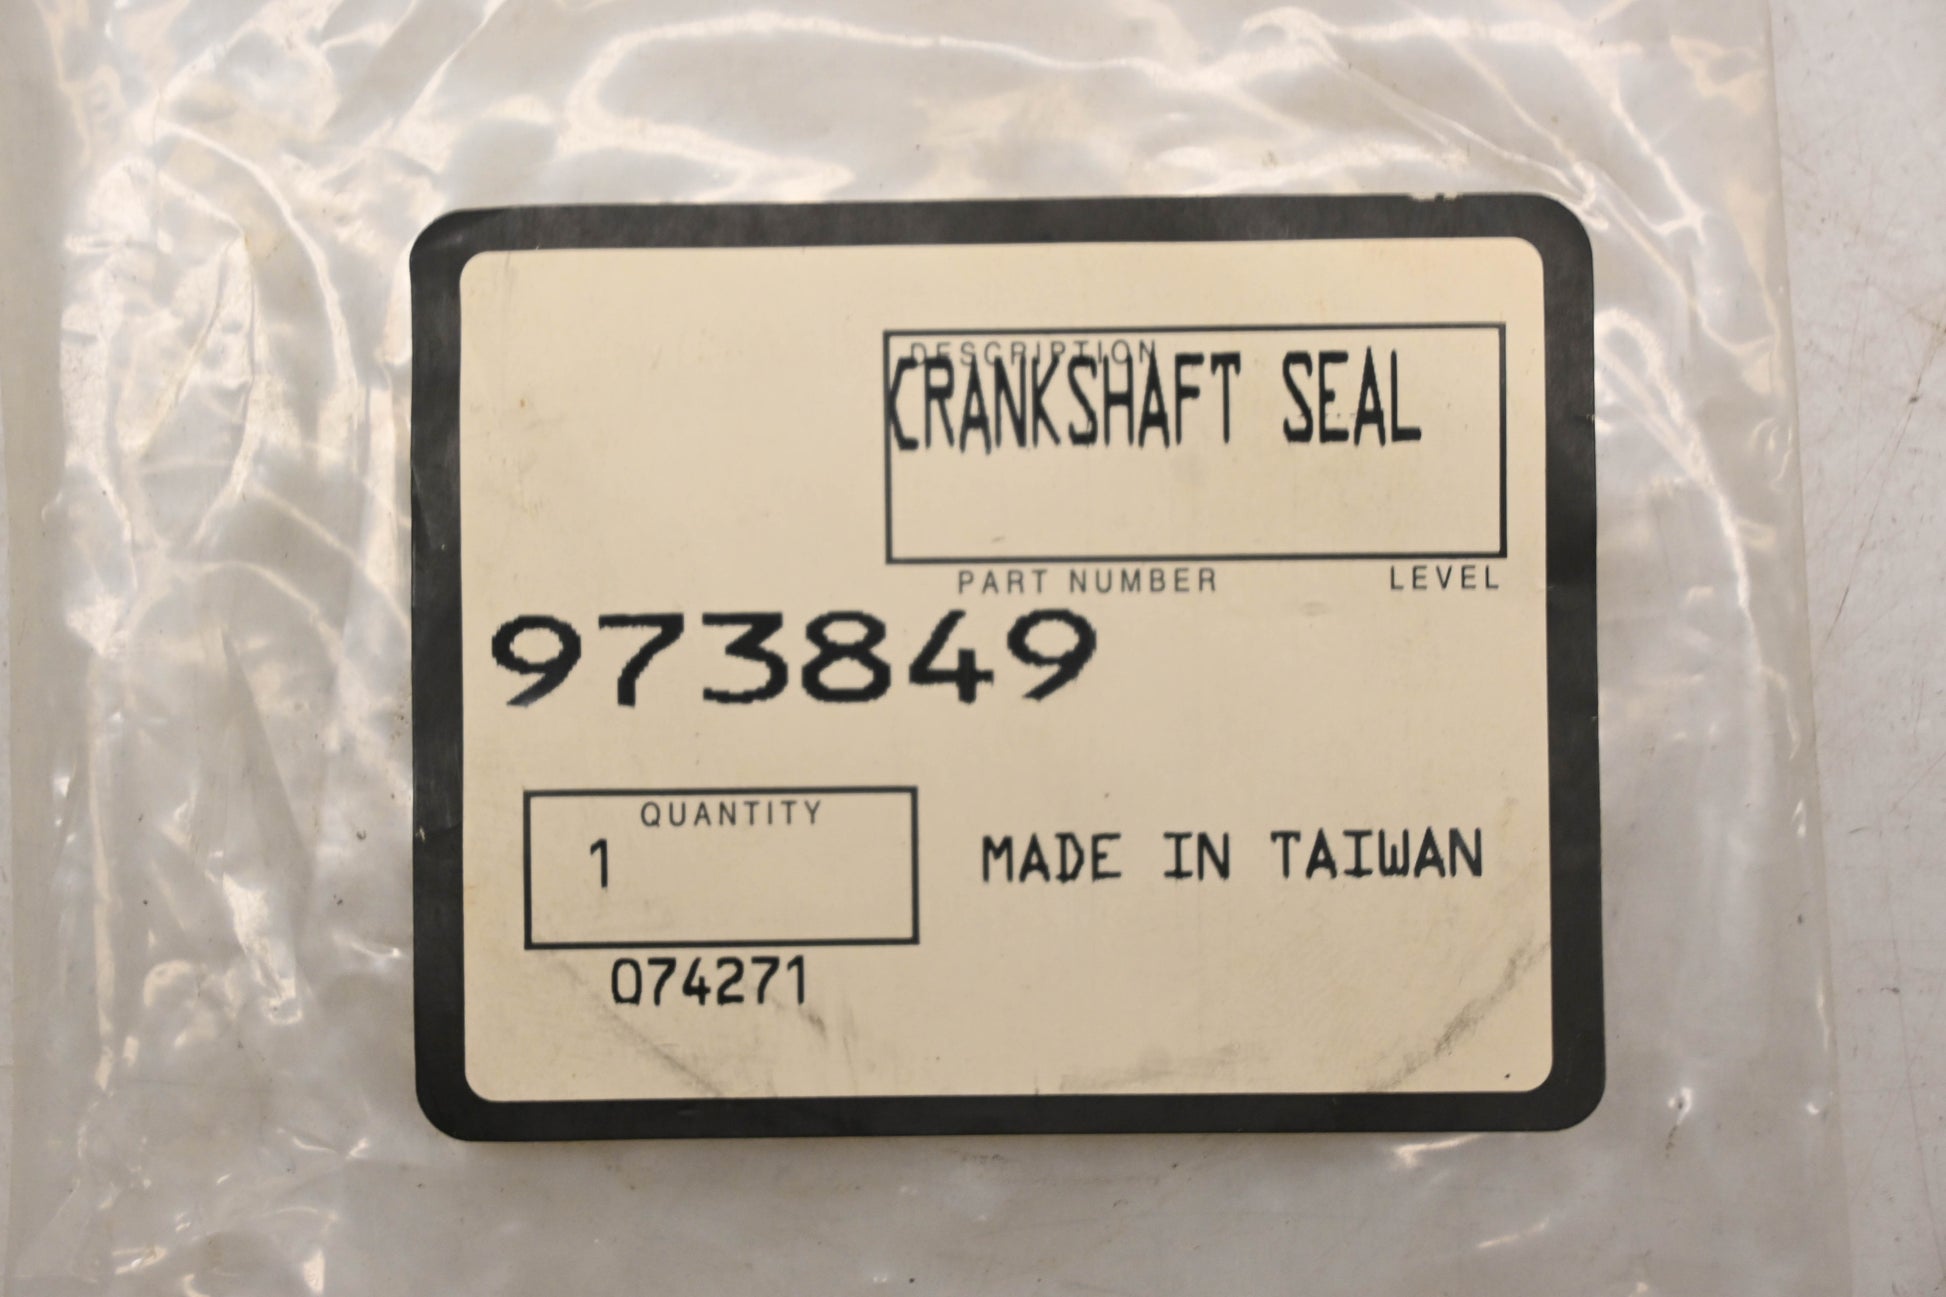 DESCRIPTION
CRANKSHAFT SEAL
PART NUMBER LEVEL
973849
QUANTITY
1
MADE IN TAIWAN
074271